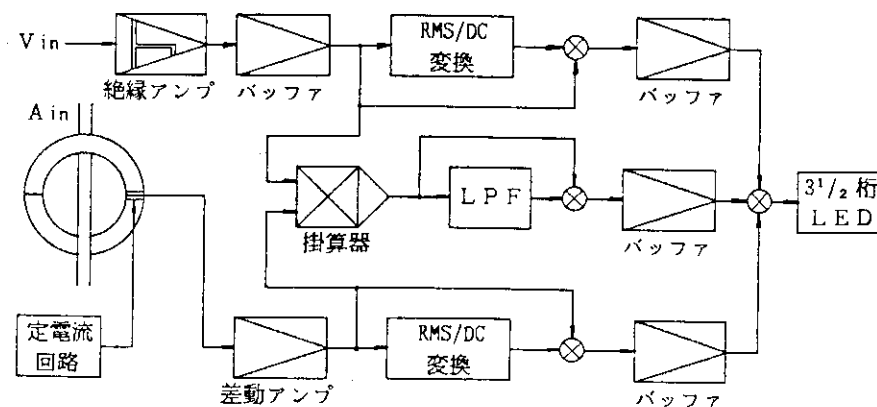 Vin
絶縁アンプ
バッファ
RMS/DC
変換
バッファ
Ain
掛算器
LPF
バッファ
3¹/₂桁
LED
定電流
回路
差動アンプ
RMS/DC
変換
バッファ